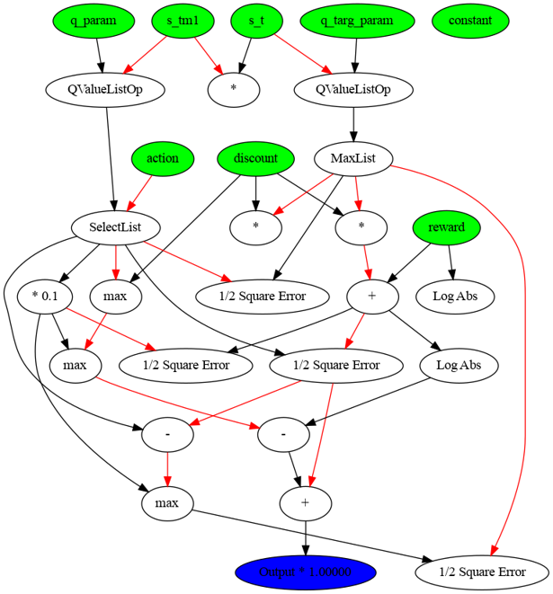 q_param
s_tm1
s_t
q_targ_param
constant
QValueListOp
*
QValueListOp
action
discount
MaxList
SelectList
*
*
reward
* 0.1
max
1/2 Square Error
+
Log Abs
max
1/2 Square Error
1/2 Square Error
Log Abs
-
-
max
+
Output * 1.00000
1/2 Square Error